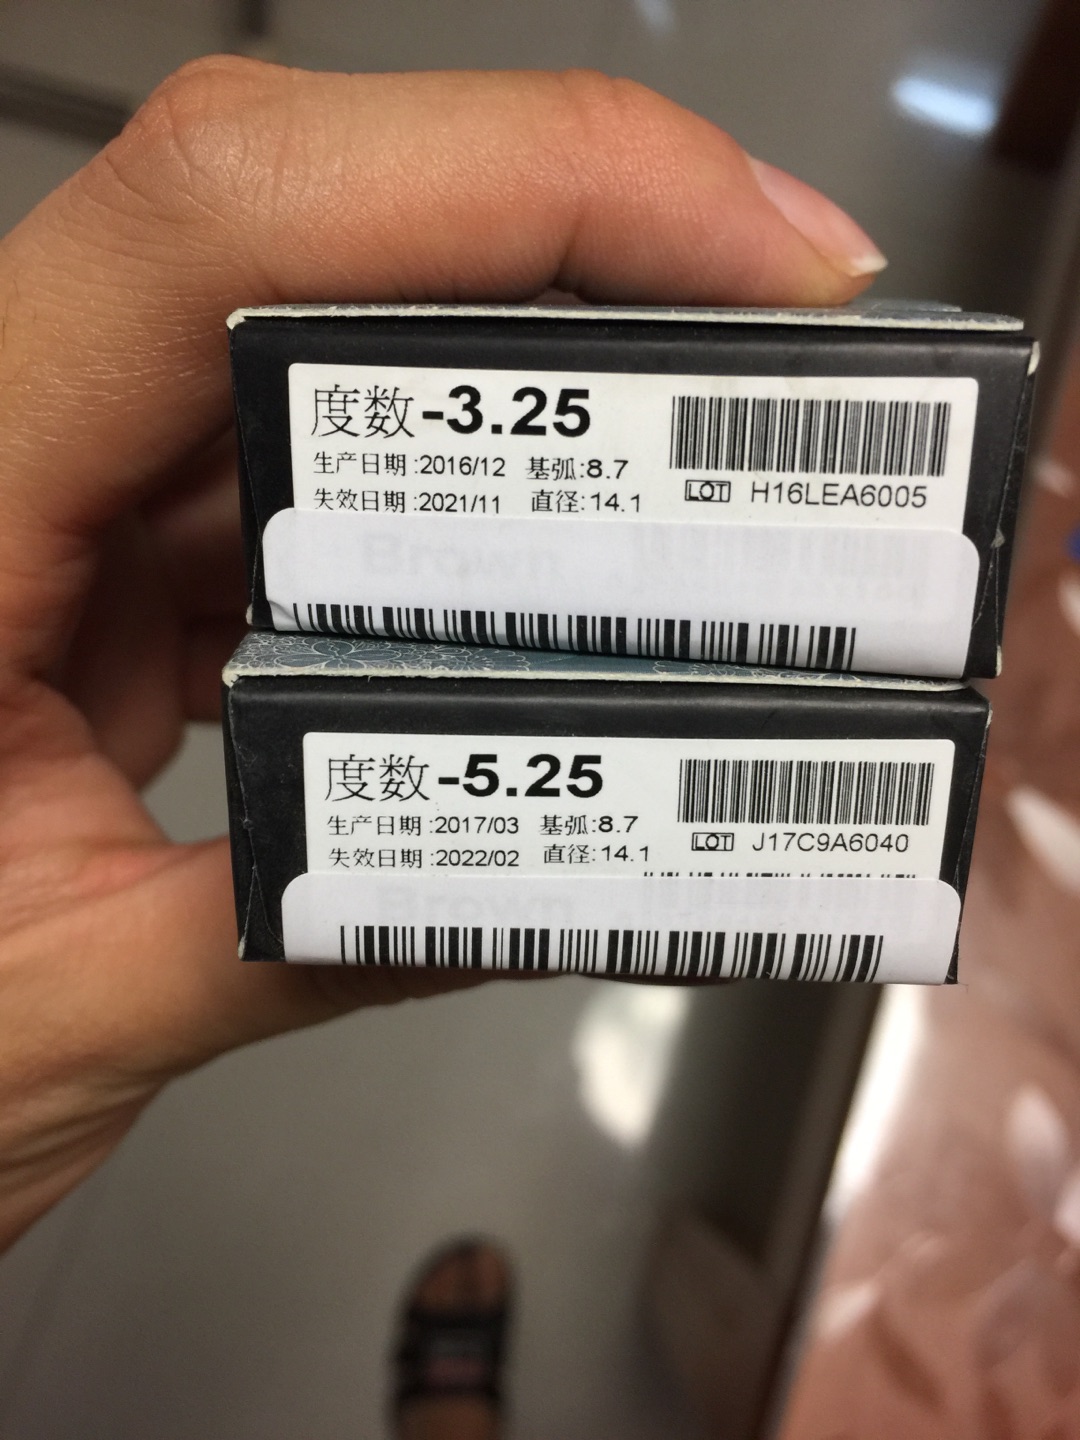 度数-3.25
生产日期:2016/12 基弧:8.7
失效日期:2021/11 直径:14.1
LOT H16LEA6005
Brown
度数-5.25
生产日期:2017/03 基弧:8.7
失效日期:2022/02 直径:14.1
LOT J17C9A6040
Brown